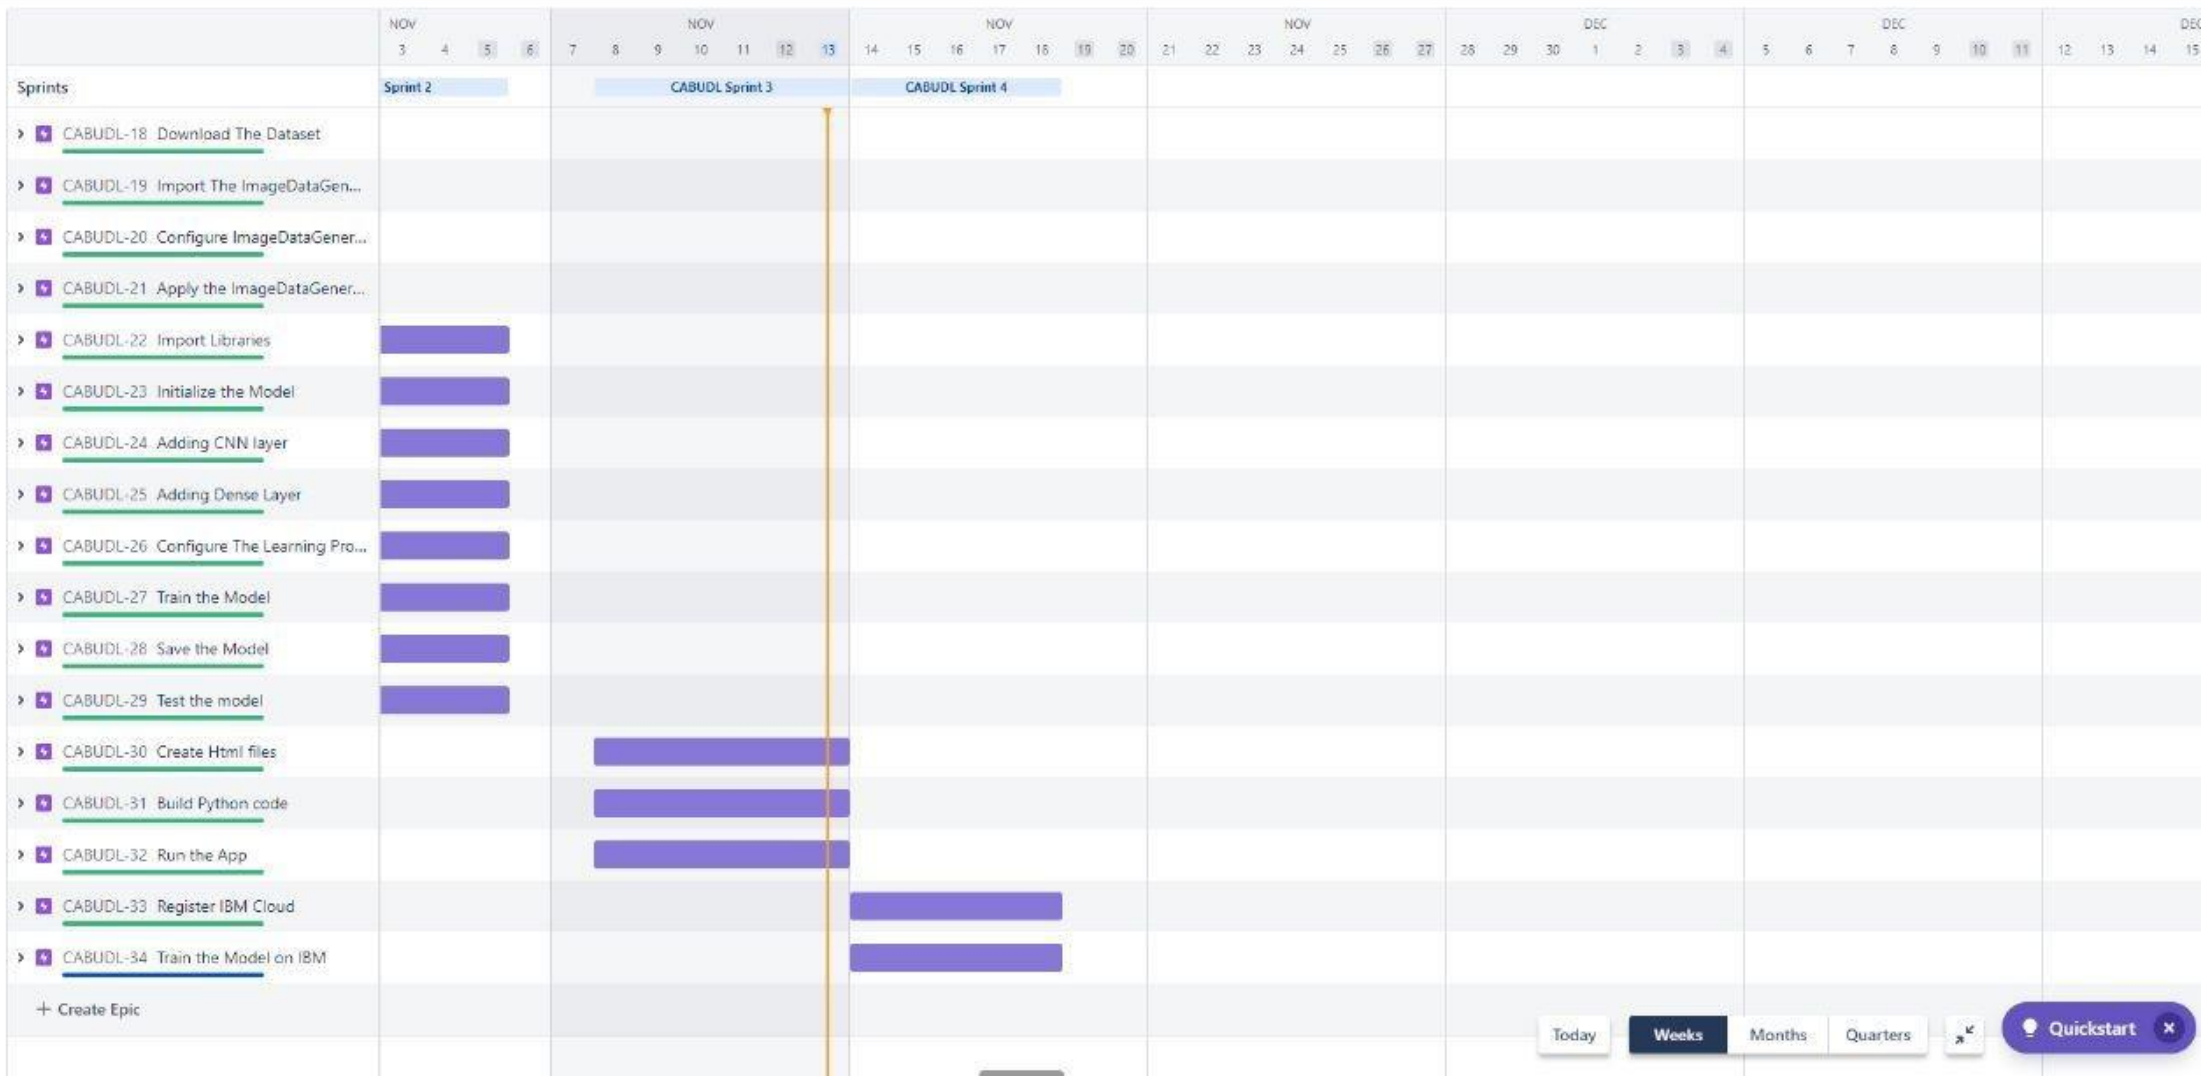 NOV NOV NOV NOV DEC DEC DEC
3 4 5 6 7 8 9 10 11 12 13 14 15 16 17 18 19 20 21 22 23 24 25 26 27 28 29 30 1 2 3 4 5 6 7 8 9 10 11 12 13 14 15
Sprints Sprint 2 CABUDL Sprint 3 CABUDL Sprint 4
CABUDL-18 Download The Dataset
CABUDL-19 Import The ImageDataGen...
CABUDL-20 Configure ImageDataGener...
CABUDL-21 Apply the ImageDataGener...
CABUDL-22 Import Libraries
CABUDL-23 Initialize the Model
CABUDL-24 Adding CNN layer
CABUDL-25 Adding Dense Layer
CABUDL-26 Configure The Learning Pro...
CABUDL-27 Train the Model
CABUDL-28 Save the Model
CABUDL-29 Test the model
CABUDL-30 Create Html files
CABUDL-31 Build Python code
CABUDL-32 Run the App
CABUDL-33 Register IBM Cloud
CABUDL-34 Train the Model on IBM
+ Create Epic
Today Weeks Months Quarters Quickstart